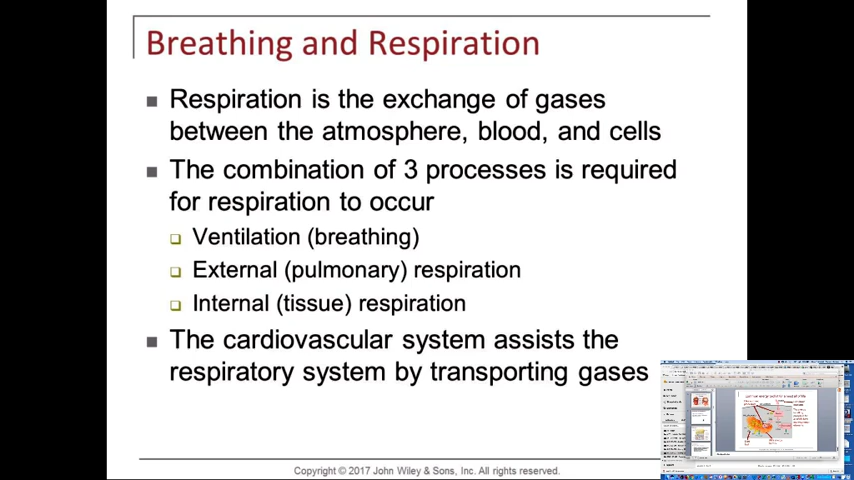 Breathing and Respiration
■ Respiration is the exchange of gases
between the atmosphere, blood, and cells
■ The combination of 3 processes is required
for respiration to occur
❑ Ventilation (breathing)
❑ External (pulmonary) respiration
❑ Internal (tissue) respiration
■ The cardiovascular system assists the
respiratory system by transporting gases
Copyright © 2017 John Wiley & Sons, Inc. All rights reserved.